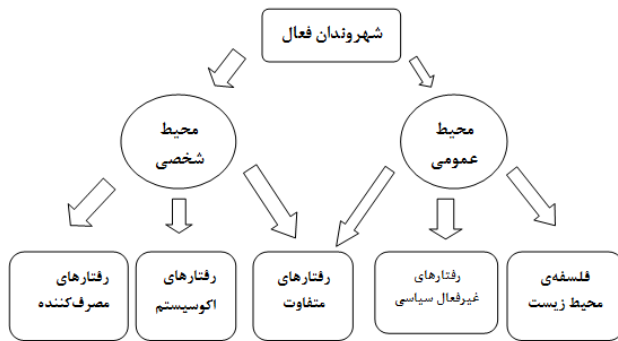 شهروندان فعال
محیط
عمومی
محیط
شخصی
فلسفه‌ی
محیط زیست
رفتارهای
غیرفعال سیاسی
رفتارهای
متفاوت
رفتارهای
اکوسیستم
رفتارهای
مصرف‌کننده